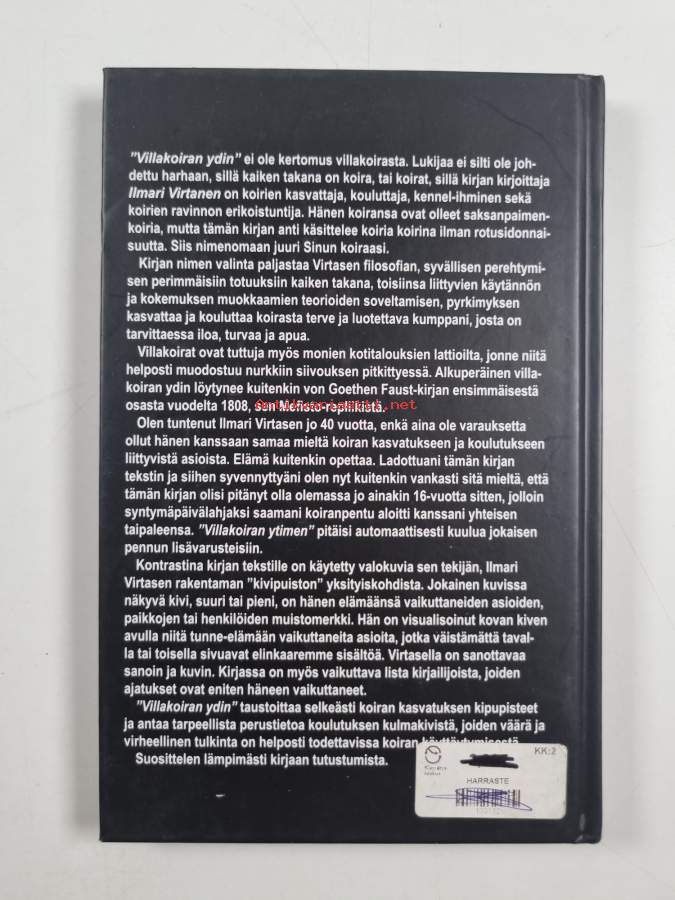 "Villakoiran ydin" ei ole kertomus villakoirasta. Lukijaa ei silti ole joh-
dettu harhaan, sillä kaiken takana on koira, tai koirat, sillä kirjan kirjoittaja
Ilmari Virtanen on koirien kasvattaja, kouluttaja, kennel-ihminen sekä
koirien ravinnon erikoistuntija. Hänen koiransa ovat olleet saksanpaimen-
koiria, mutta tämän kirjan anti käsittelee koiria koirina ilman rotusidonnai-
suutta. Siis nimenomaan juuri Sinun koiraasi.
Kirjan nimen valinta paljastaa Virtasen filosofian, syvällisen perehtymi-
sen perimmäisiin totuuksiin kaiken takana, toisiinsa liittyvien käytännön
ja kokemuksen muokkaamien teorioiden soveltamisen, pyrkimyksen
kasvattaa ja kouluttaa koirasta terve ja luotettava kumppani, josta on
tarvittaessa iloa, turvaa ja apua.
Villakoirat ovat tuttuja myös monien kotitalouksien lattioilta, jonne niitä
helposti muodostuu nurkkiin siivouksen pitkittyessä. Alkuperäinen villa-
koiran ydin löytynee kuitenkin von Goethen Faust-kirjan ensimmäisestä
osasta vuodelta 1808, sen Mefisto-repliikistä.
Olen tuntenut Ilmari Virtasen jo 40 vuotta, enkä aina ole varauksetta
ollut hänen kanssaan samaa mieltä koiran kasvatukseen ja koulutukseen
liittyvistä asioista. Elämä kuitenkin opettaa. Ladottuani tämän kirjan
tekstin ja siihen syvennyttyäni olen nyt kuitenkin vankasti sitä mieltä, että
tämän kirjan olisi pitänyt olla olemassa jo ainakin 16-vuotta sitten, jolloin
syntymäpäivälahjaksi saamani koiranpentu aloitti kanssani yhteisen
taipaleensa. "Villakoiran ytimen" pitäisi automaattisesti kuulua jokaisen
pennun lisävarusteisiin.
Kontrastina kirjan tekstille on käytetty valokuvia sen tekijän, Ilmari
Virtasen rakentaman "kivipuiston" yksityiskohdista. Jokainen kuvissa
näkyvä kivi, suuri tai pieni, on hänen elämäänsä vaikuttaneiden asioiden,
paikkojen tai henkilöiden muistomerkki. Hän on visualisoinut kovan kiven
avulla niitä tunne-elämään vaikuttaneita asioita, jotka väistämättä taval-
la tai toisella sivuavat elinkaaremme sisältöä. Virtasella on sanottavaa
sanoin ja kuvin. Kirjassa on myös vaikuttava lista kirjailijoista, joiden
ajatukset ovat eniten häneen vaikuttaneet.
"Villakoiran ydin" taustoittaa selkeästi koiran kasvatuksen kipupisteet
ja antaa tarpeellista perustietoa koulutuksen kulmakivistä, joiden väärä ja
virheellinen tulkinta on helposti todettavissa koiran käyttäytymisestä.
Suosittelen lämpimästi kirjaan tutustumista.
KK:2
HARRASTE